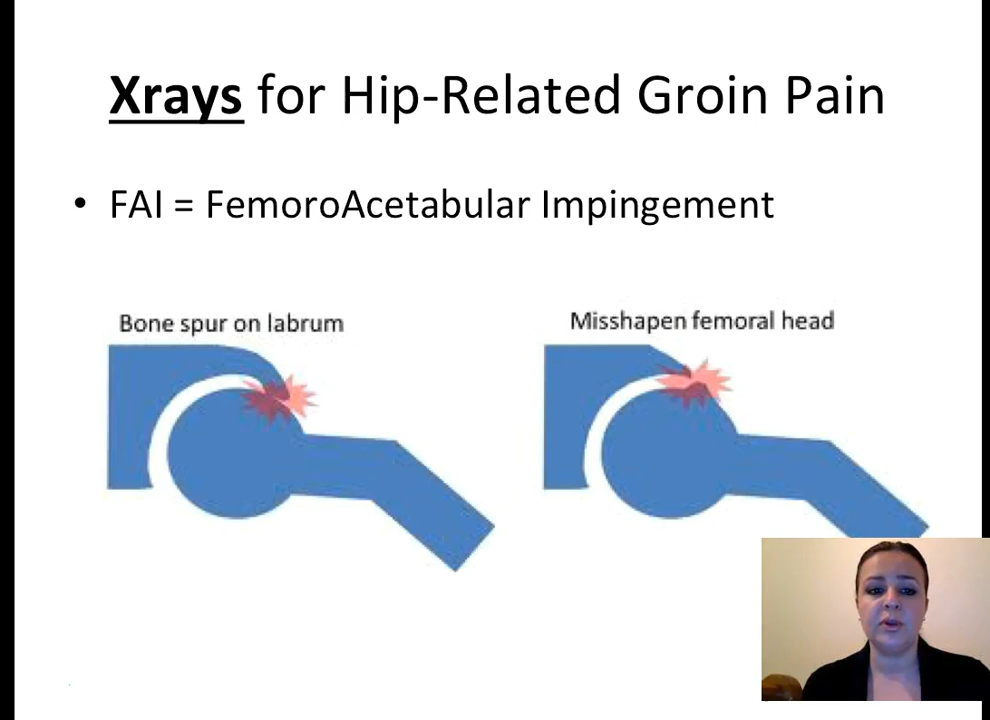 Xrays for Hip-Related Groin Pain
• FAI = FemoroAcetabular Impingement
Bone spur on labrum
Misshapen femoral head